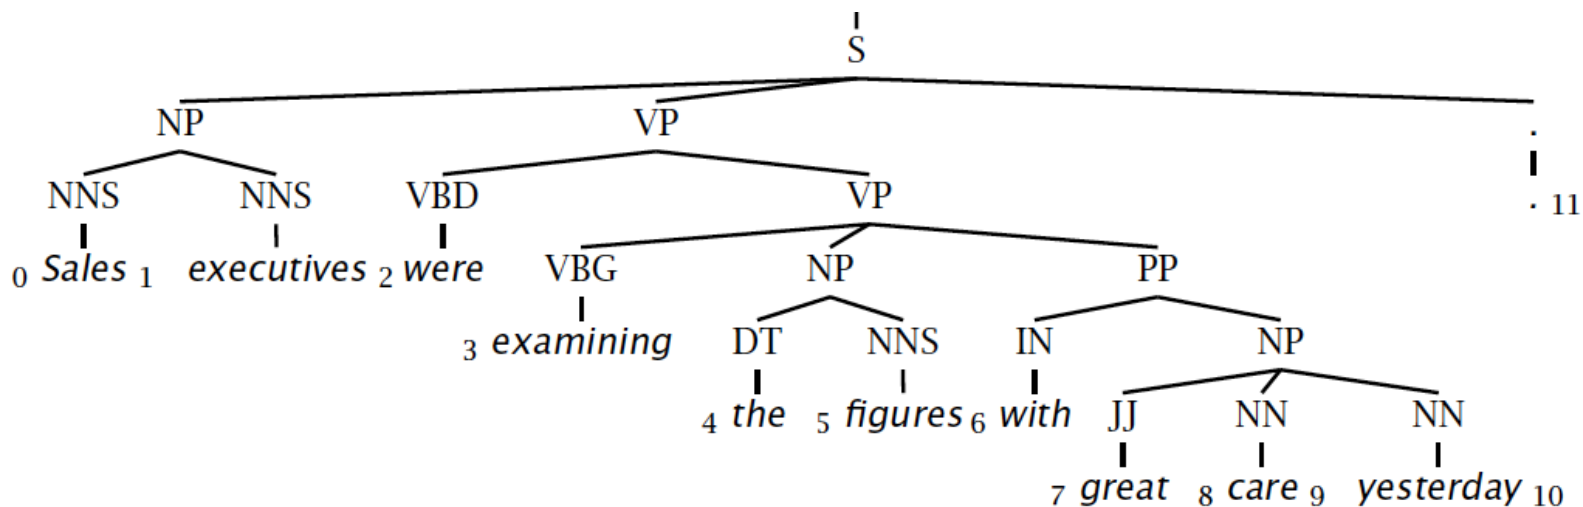 S
NP VP .
NNS NNS VBD VP . 11
0 Sales 1 executives 2 were VBG NP PP
3 examining DT NNS IN NP
4 the 5 figures 6 with JJ NN NN
7 great 8 care 9 yesterday 10